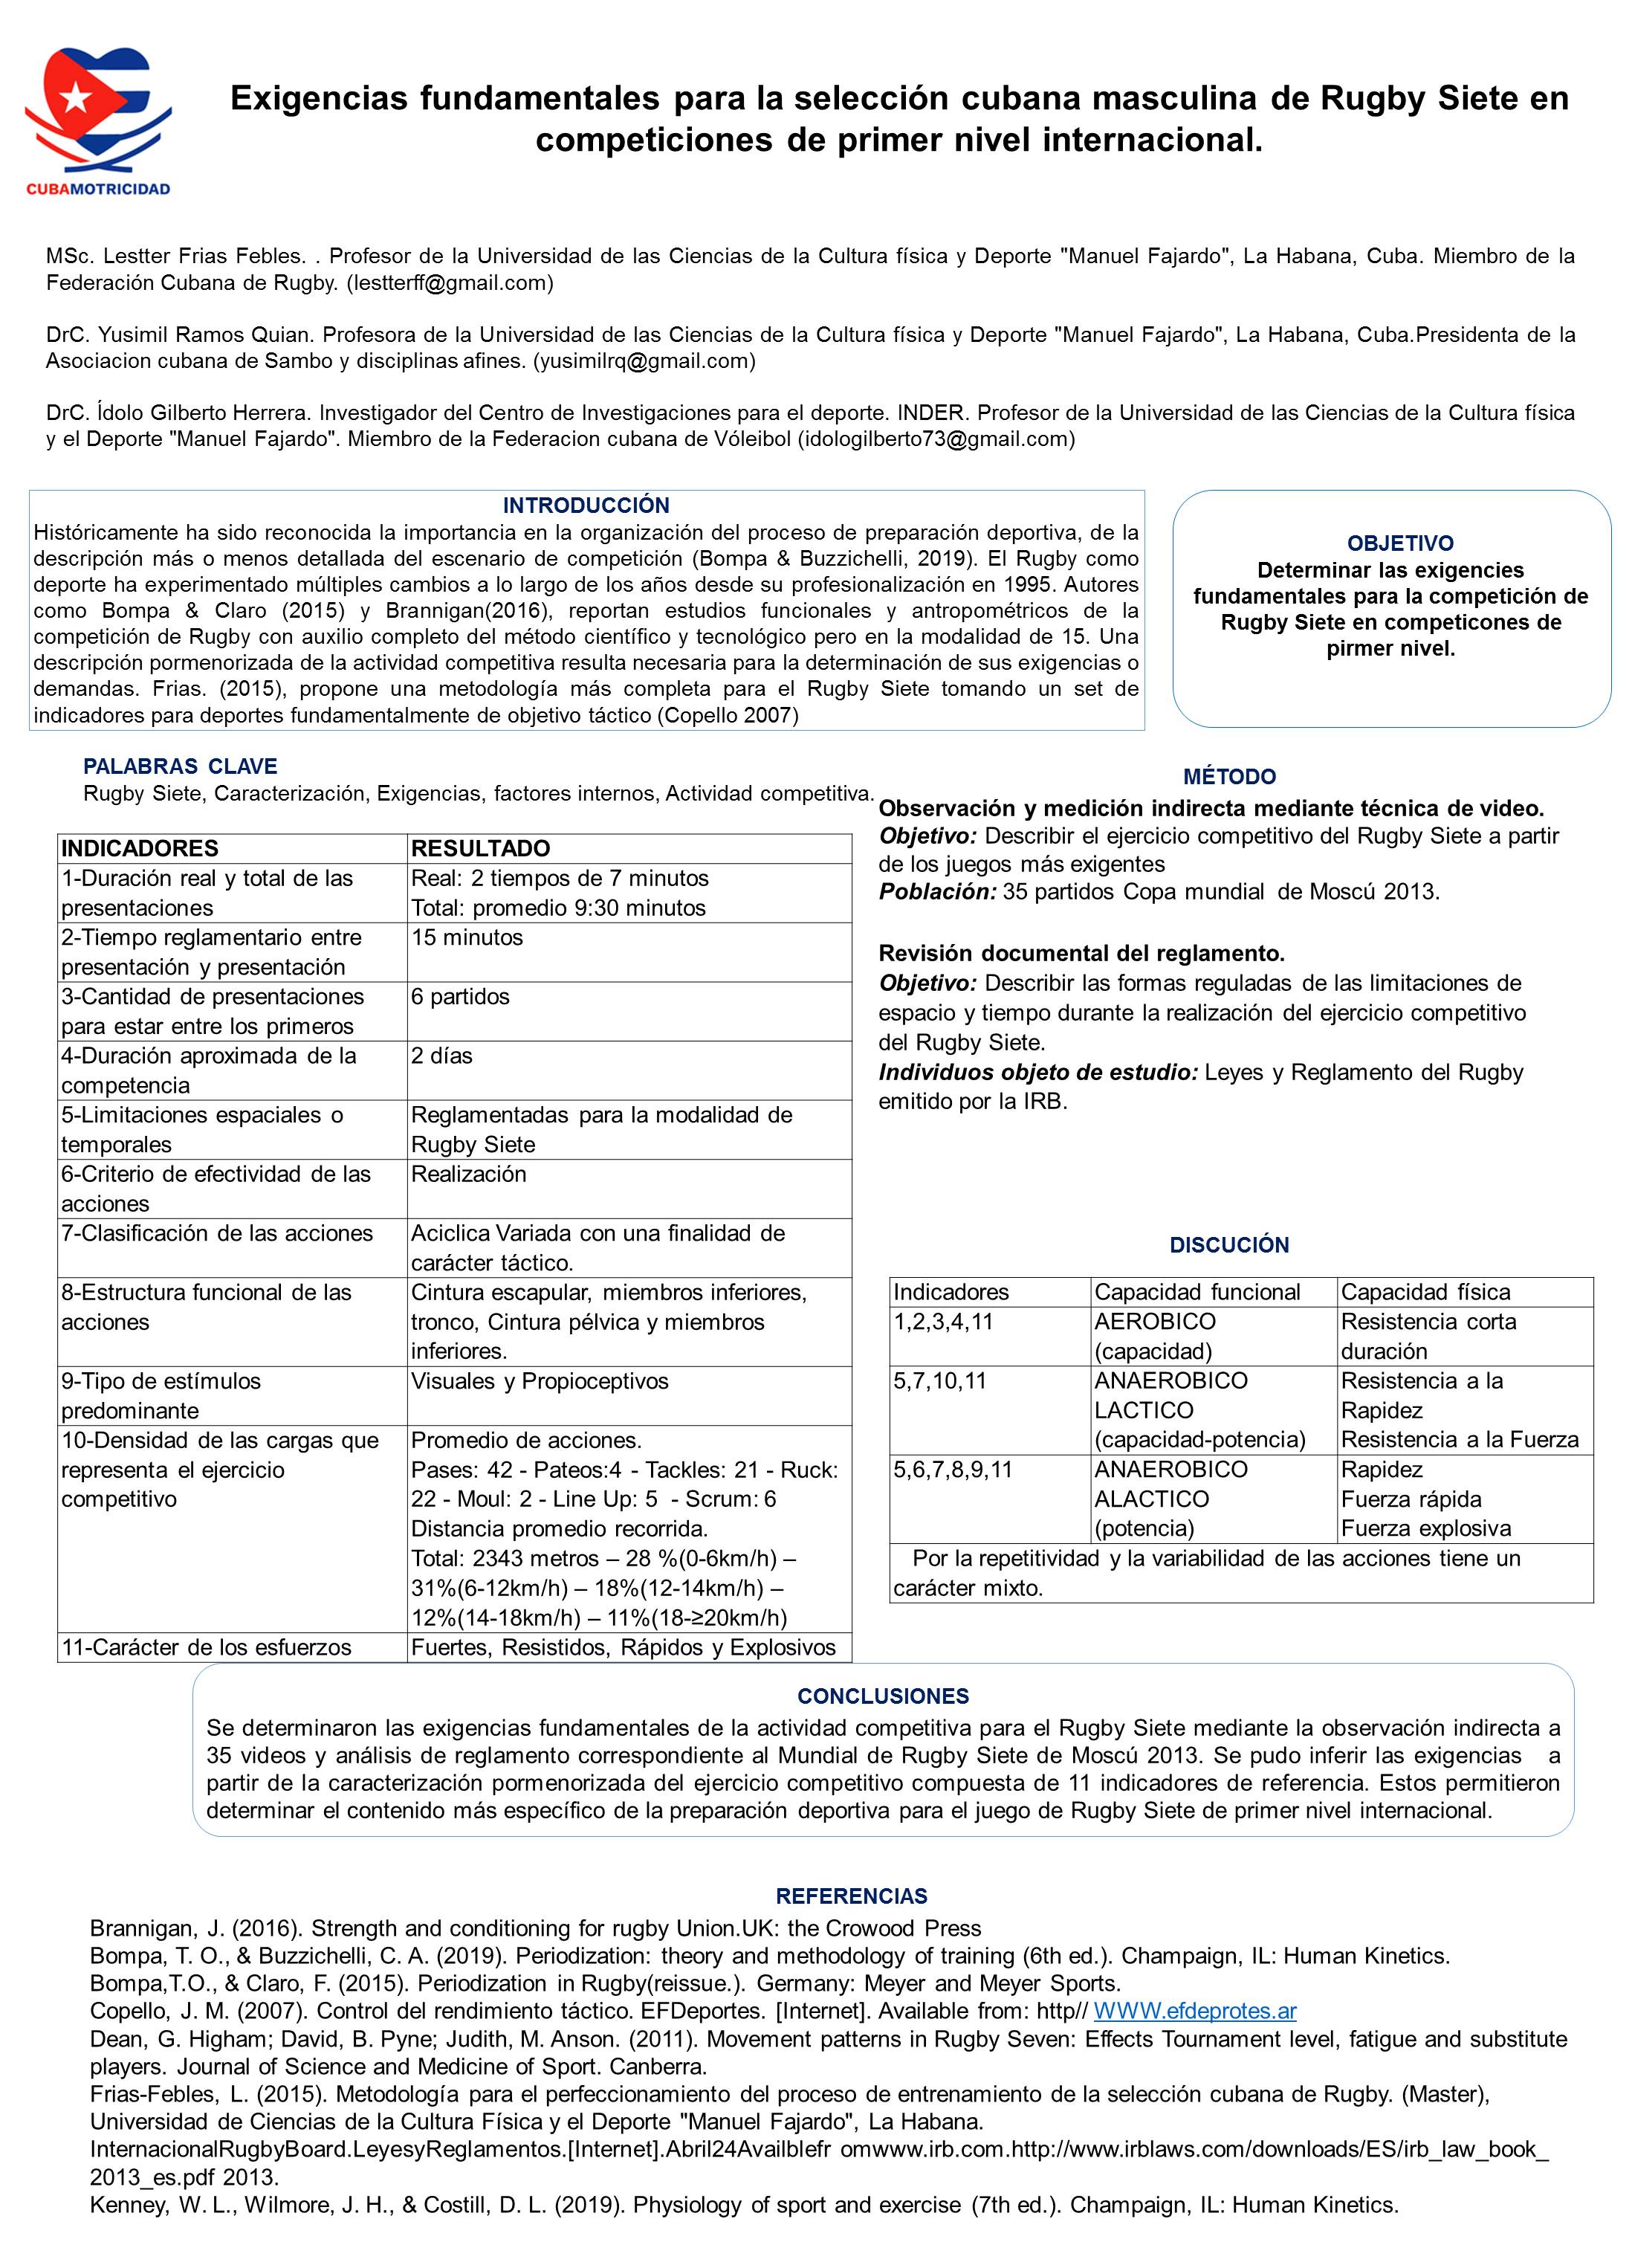 CUBAMOTRICIDAD
Exigencias fundamentales para la selección cubana masculina de Rugby Siete en
competiciones de primer nivel internacional.
MSc. Lestter Frias Febles. . Profesor de la Universidad de las Ciencias de la Cultura física y Deporte "Manuel Fajardo", La Habana, Cuba. Miembro de la
Federación Cubana de Rugby. (lestterff@gmail.com)
DrC. Yusimil Ramos Quian. Profesora de la Universidad de las Ciencias de la Cultura física y Deporte "Manuel Fajardo", La Habana, Cuba.Presidenta de la
Asociacion cubana de Sambo y disciplinas afines. (yusimilrq@gmail.com)
DrC. Ídolo Gilberto Herrera. Investigador del Centro de Investigaciones para el deporte. INDER. Profesor de la Universidad de las Ciencias de la Cultura física
y el Deporte "Manuel Fajardo". Miembro de la Federacion cubana de Vóleibol (idologilberto73@gmail.com)
INTRODUCCIÓN
Históricamente ha sido reconocida la importancia en la organización del proceso de preparación deportiva, de la
descripción más o menos detallada del escenario de competición (Bompa & Buzzichelli, 2019). El Rugby como
deporte ha experimentado múltiples cambios a lo largo de los años desde su profesionalización en 1995. Autores
como Bompa & Claro (2015) y Brannigan(2016), reportan estudios funcionales y antropométricos de la
competición de Rugby con auxilio completo del método científico y tecnológico pero en la modalidad de 15. Una
descripción pormenorizada de la actividad competitiva resulta necesaria para la determinación de sus exigencias o
demandas. Frias. (2015), propone una metodología más completa para el Rugby Siete tomando un set de
indicadores para deportes fundamentalmente de objetivo táctico (Copello 2007)
OBJETIVO
Determinar las exigencies
fundamentales para la competición de
Rugby Siete en competicones de
pirmer nivel.
PALABRAS CLAVE
Rugby Siete, Caracterización, Exigencias, factores internos, Actividad competitiva.
INDICADORES RESULTADO
1-Duración real y total de las Real: 2 tiempos de 7 minutos
presentaciones Total: promedio 9:30 minutos
2-Tiempo reglamentario entre 15 minutos
presentación y presentación
3-Cantidad de presentaciones 6 partidos
para estar entre los primeros
4-Duración aproximada de la 2 días
competencia
5-Limitaciones espaciales o Reglamentadas para la modalidad de
temporales Rugby Siete
6-Criterio de efectividad de las Realización
acciones
7-Clasificación de las acciones Aciclica Variada con una finalidad de
carácter táctico.
8-Estructura funcional de las Cintura escapular, miembros inferiores,
acciones tronco, Cintura pélvica y miembros
inferiores.
9-Tipo de estímulos Visuales y Propioceptivos
predominante
10-Densidad de las cargas que Promedio de acciones.
representa el ejercicio Pases: 42 - Pateos:4 - Tackles: 21 - Ruck:
competitivo 22 - Moul: 2 - Line Up: 5 - Scrum: 6
Distancia promedio recorrida.
Total: 2343 metros – 28 %(0-6km/h) –
31%(6-12km/h) – 18%(12-14km/h) –
12%(14-18km/h) – 11%(18-≥20km/h)
11-Carácter de los esfuerzos Fuertes, Resistidos, Rápidos y Explosivos
MÉTODO
Observación y medición indirecta mediante técnica de video.
Objetivo: Describir el ejercicio competitivo del Rugby Siete a partir
de los juegos más exigentes
Población: 35 partidos Copa mundial de Moscú 2013.
Revisión documental del reglamento.
Objetivo: Describir las formas reguladas de las limitaciones de
espacio y tiempo durante la realización del ejercicio competitivo
del Rugby Siete.
Individuos objeto de estudio: Leyes y Reglamento del Rugby
emitido por la IRB.
DISCUCIÓN
Indicadores Capacidad funcional Capacidad física
1,2,3,4,11 AEROBICO Resistencia corta
(capacidad) duración
5,7,10,11 ANAEROBICO Resistencia a la
LACTICO Rapidez
(capacidad-potencia) Resistencia a la Fuerza
5,6,7,8,9,11 ANAEROBICO Rapidez
ALACTICO Fuerza rápida
(potencia) Fuerza explosiva
Por la repetitividad y la variabilidad de las acciones tiene un
carácter mixto.
CONCLUSIONES
Se determinaron las exigencias fundamentales de la actividad competitiva para el Rugby Siete mediante la observación indirecta a
35 videos y análisis de reglamento correspondiente al Mundial de Rugby Siete de Moscú 2013. Se pudo inferir las exigencias a
partir de la caracterización pormenorizada del ejercicio competitivo compuesta de 11 indicadores de referencia. Estos permitieron
determinar el contenido más específico de la preparación deportiva para el juego de Rugby Siete de primer nivel internacional.
REFERENCIAS
Brannigan, J. (2016). Strength and conditioning for rugby Union.UK: the Crowood Press
Bompa, T. O., & Buzzichelli, C. A. (2019). Periodization: theory and methodology of training (6th ed.). Champaign, IL: Human Kinetics.
Bompa,T.O., & Claro, F. (2015). Periodization in Rugby(reissue.). Germany: Meyer and Meyer Sports.
Copello, J. M. (2007). Control del rendimiento táctico. EFDeportes. [Internet]. Available from: http// WWW.efdeprotes.ar
Dean, G. Higham; David, B. Pyne; Judith, M. Anson. (2011). Movement patterns in Rugby Seven: Effects Tournament level, fatigue and substitute
players. Journal of Science and Medicine of Sport. Canberra.
Frias-Febles, L. (2015). Metodología para el perfeccionamiento del proceso de entrenamiento de la selección cubana de Rugby. (Master),
Universidad de Ciencias de la Cultura Física y el Deporte "Manuel Fajardo", La Habana.
InternacionalRugbyBoard.LeyesyReglamentos.[Internet].Abril24Availblefr omwww.irb.com.http://www.irblaws.com/downloads/ES/irb_law_book_
2013_es.pdf 2013.
Kenney, W. L., Wilmore, J. H., & Costill, D. L. (2019). Physiology of sport and exercise (7th ed.). Champaign, IL: Human Kinetics.